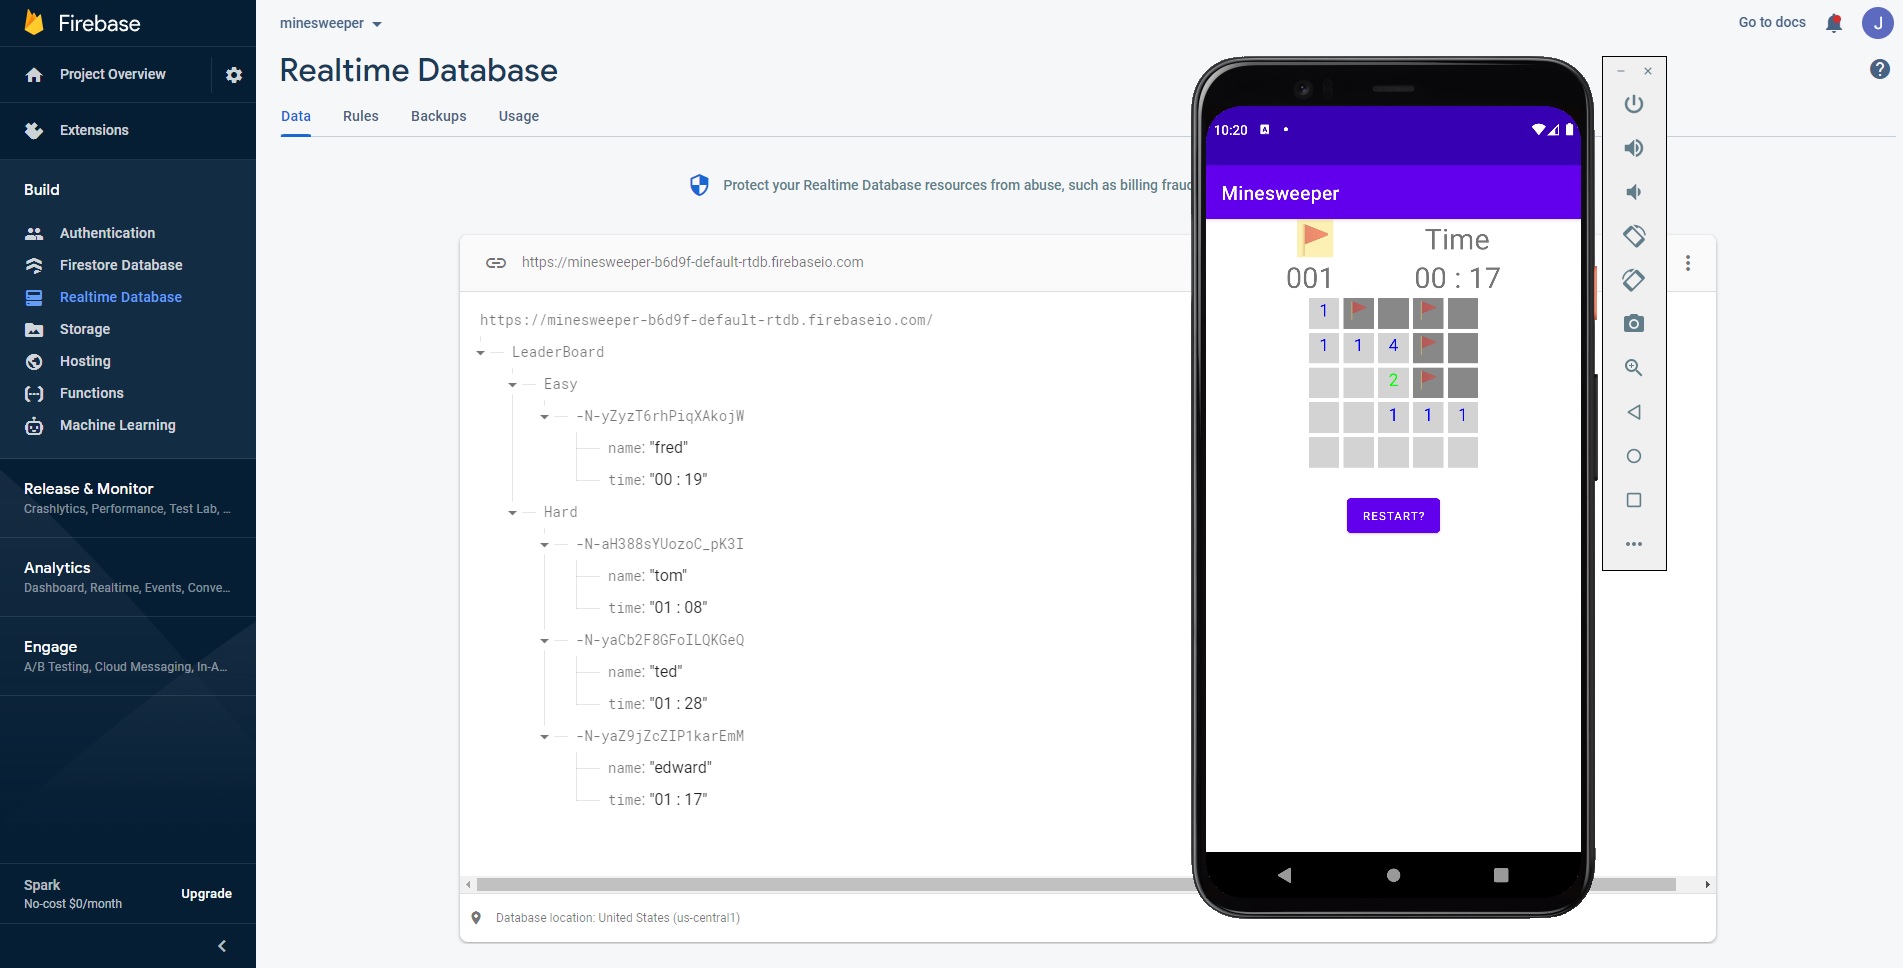 Firebase
Project Overview
Extensions
Build
Authentication
Firestore Database
Realtime Database
Storage
Hosting
Functions
Machine Learning
Release & Monitor
Crashlytics, Performance, Test Lab, ...
Analytics
Dashboard, Realtime, Events, Conve...
Engage
A/B Testing, Cloud Messaging, In-A...
Spark
No-cost $0/month
Upgrade
minesweeper
Go to docs
J
Realtime Database
Data Rules Backups Usage
Protect your Realtime Database resources from abuse, such as billing frauc
https://minesweeper-b6d9f-default-rtdb.firebaseio.com
https://minesweeper-b6d9f-default-rtdb.firebaseio.com/
LeaderBoard
Easy
-N-yZyzT6rhPiqXAkojW
name: "fred"
time: "00 : 19"
Hard
-N-aH388sYUozoC_pK3I
name: "tom"
time: "01 : 08"
-N-yaCb2F8GFoILQKGeQ
name: "ted"
time: "01 : 28"
-N-yaZ9jZcZIP1karEmM
name: "edward"
time: "01 : 17"
Database location: United States (us-central1)
10:20
Minesweeper
Time
001 00 : 17
1
1 1 4
2
1 1 1
RESTART?